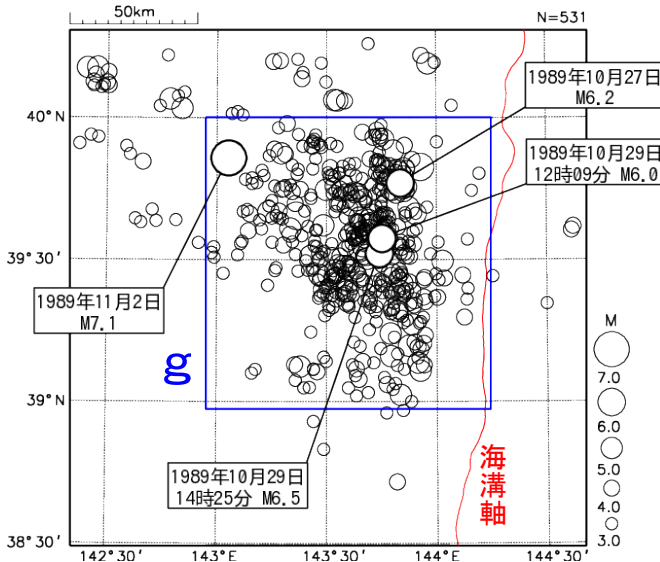 50km
N=531
1989年10月27日
M6.2
40°N
1989年10月29日
12時09分 M6.0
39°30'
1989年11月2日
M7.1
g
M
7.0
6.0
5.0
4.0
3.0
39°N
海溝軸
1989年10月29日
14時25分 M6.5
38°30'
142°30'
143°E
143°30'
144°E
144°30'